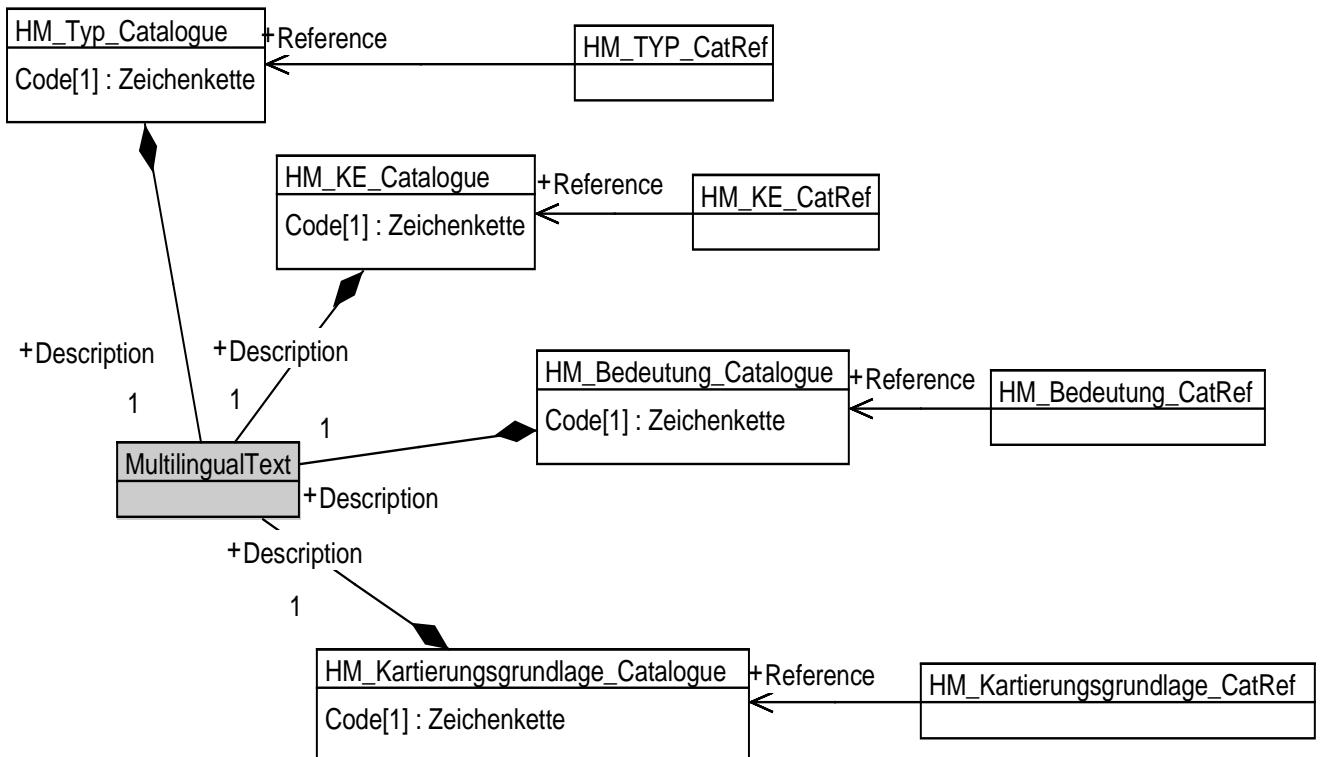 HM_Typ_Catalogue
Code[1] : Zeichenkette
+Reference
HM_TYP_CatRef
HM_KE_Catalogue
Code[1] : Zeichenkette
+Reference
HM_KE_CatRef
+Description
1
+Description
1
HM_Bedeutung_Catalogue
Code[1] : Zeichenkette
+Reference
HM_Bedeutung_CatRef
1
MultilingualText
+Description
+Description
1
HM_Kartierungsgrundlage_Catalogue
Code[1] : Zeichenkette
+Reference
HM_Kartierungsgrundlage_CatRef